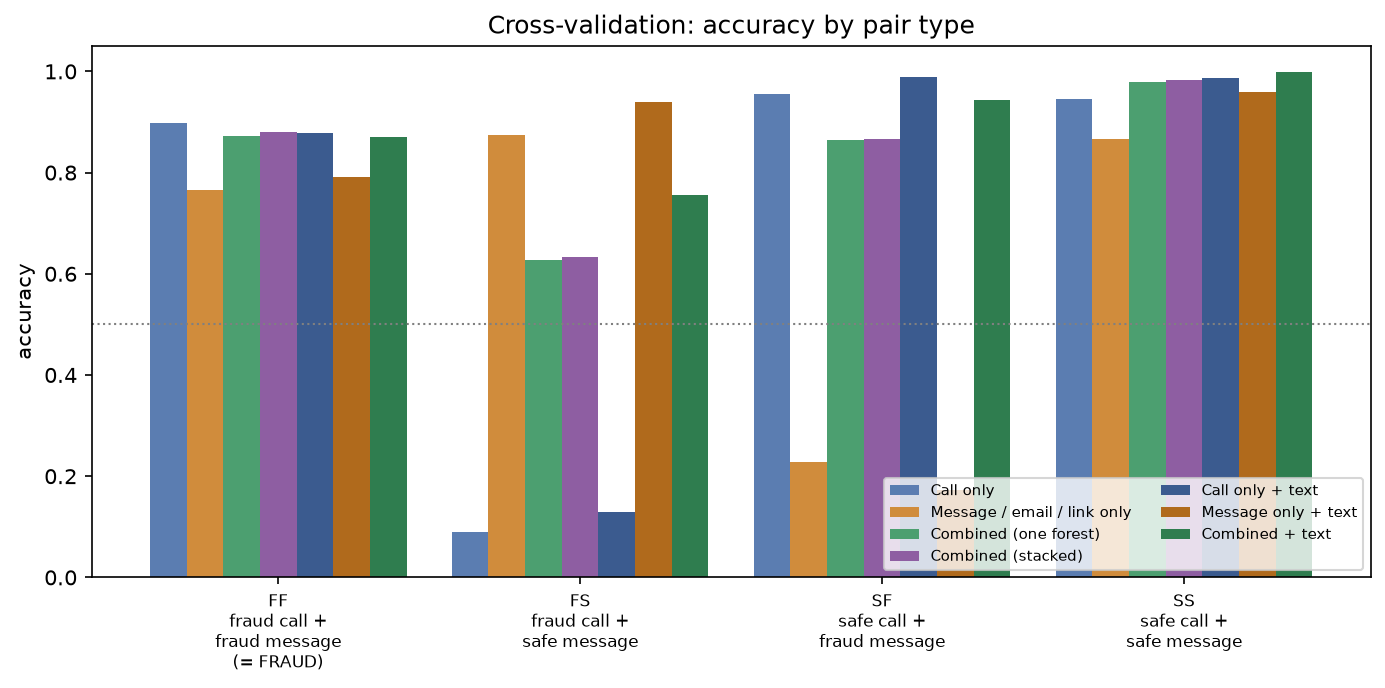 Cross-validation: accuracy by pair type
accuracy
1.0
0.8
0.6
0.4
0.2
0.0
Call only
Message / email / link only
Combined (one forest)
Combined (stacked)
Call only + text
Message only + text
Combined + text
FF
fraud call +
fraud message
(= FRAUD)
FS
fraud call +
safe message
SF
safe call +
fraud message
SS
safe call +
safe message